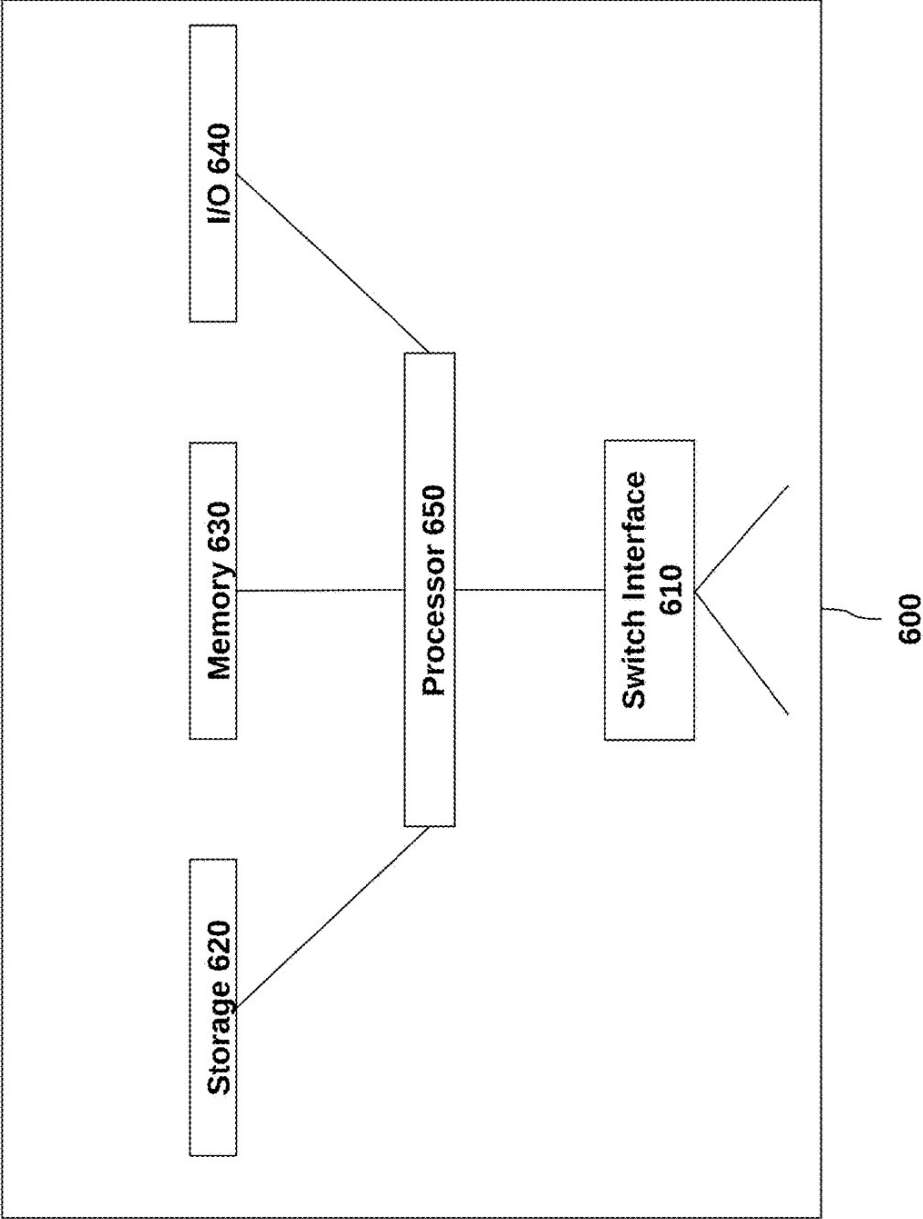 Storage 620
Memory 630
I/O 640
Processor 650
Switch Interface
610
600